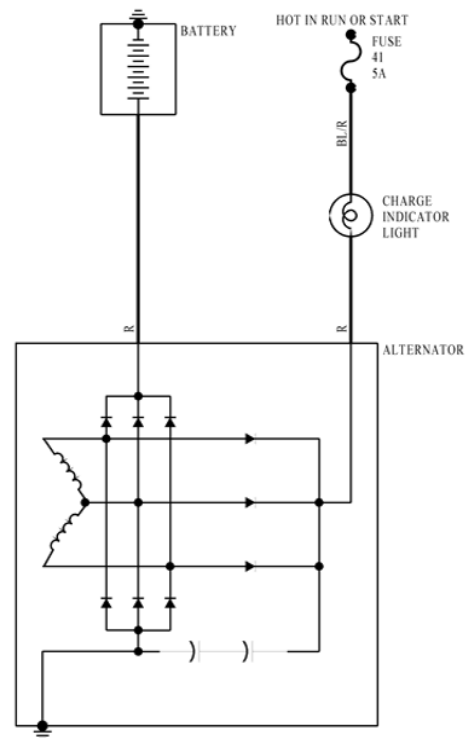 BATTERY
HOT IN RUN OR START
FUSE
41
5A
BL/R
CHARGE
INDICATOR
LIGHT
R
R
ALTERNATOR